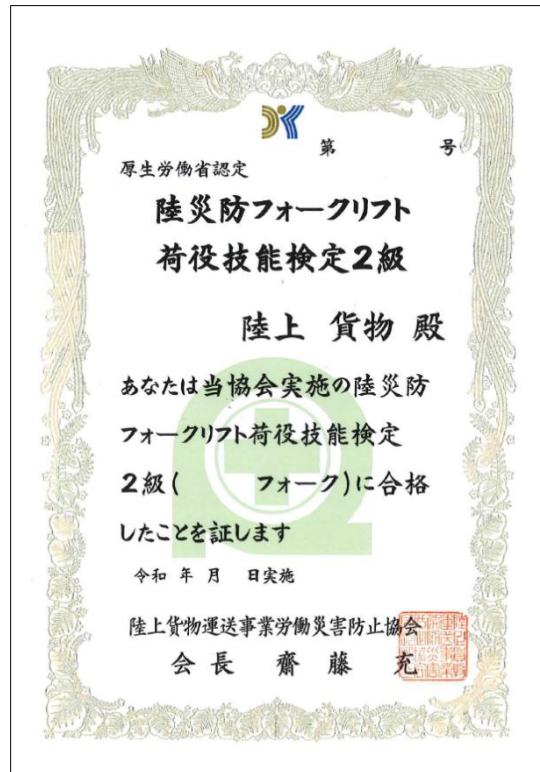 第 号
厚生労働省認定
陸災防フォークリフト
荷役技能検定2級
陸上 貨物 殿
あなたは当協会実施の陸災防
フォークリフト荷役技能検定
2級( フォーク)に合格
したことを証します
令和 年 月 日実施
陸上貨物運送事業労働災害防止協会
会長 齋藤 充